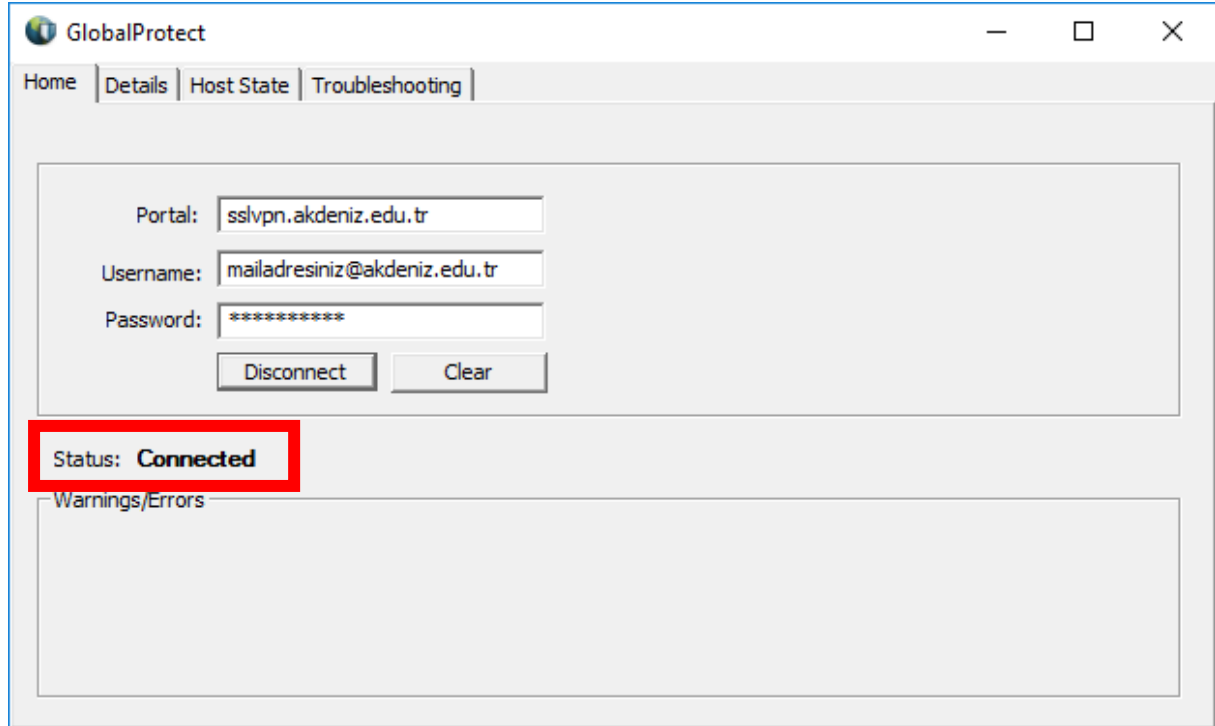 GlobalProtect
Home Details Host State Troubleshooting
Portal: sslvpn.akdeniz.edu.tr
Username: mailadresiniz@akdeniz.edu.tr
Password: **********
Disconnect Clear
Status: Connected
Warnings/Errors